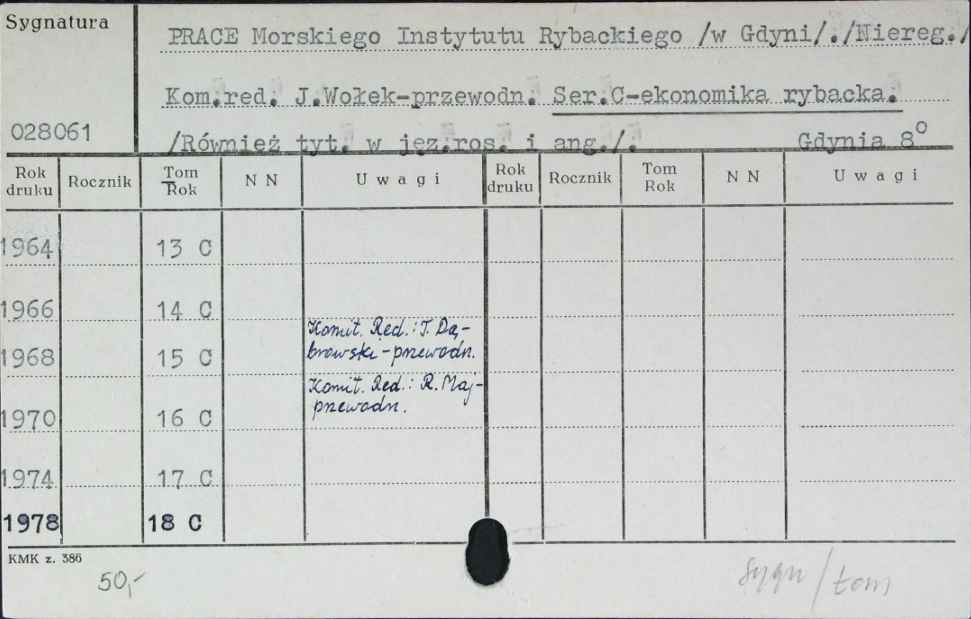 Sygnatura
PRACE Morskiego Instytutu Rybackiego /w Gdyni/./Niereg./
Kom.red. J.Wołek-przewodn. Ser.C-ekonomika rybacka.
028061
/Również tyt. w jęz.ros. i ang./. Gdynia 8°
Rok druku Rocznik Tom Rok N N U w a g i Rok druku Rocznik Tom Rok N N U w a g i
1964 13 C
1966 14 C
Komit. Red.: T. Dą-
1968 15 C browski-przewodn.
Komit. Red.: R. Maj-
1970 16 C przewodn.
1974 17 C
1978 18 C
KMK z. 386
50,-
sygn / tom